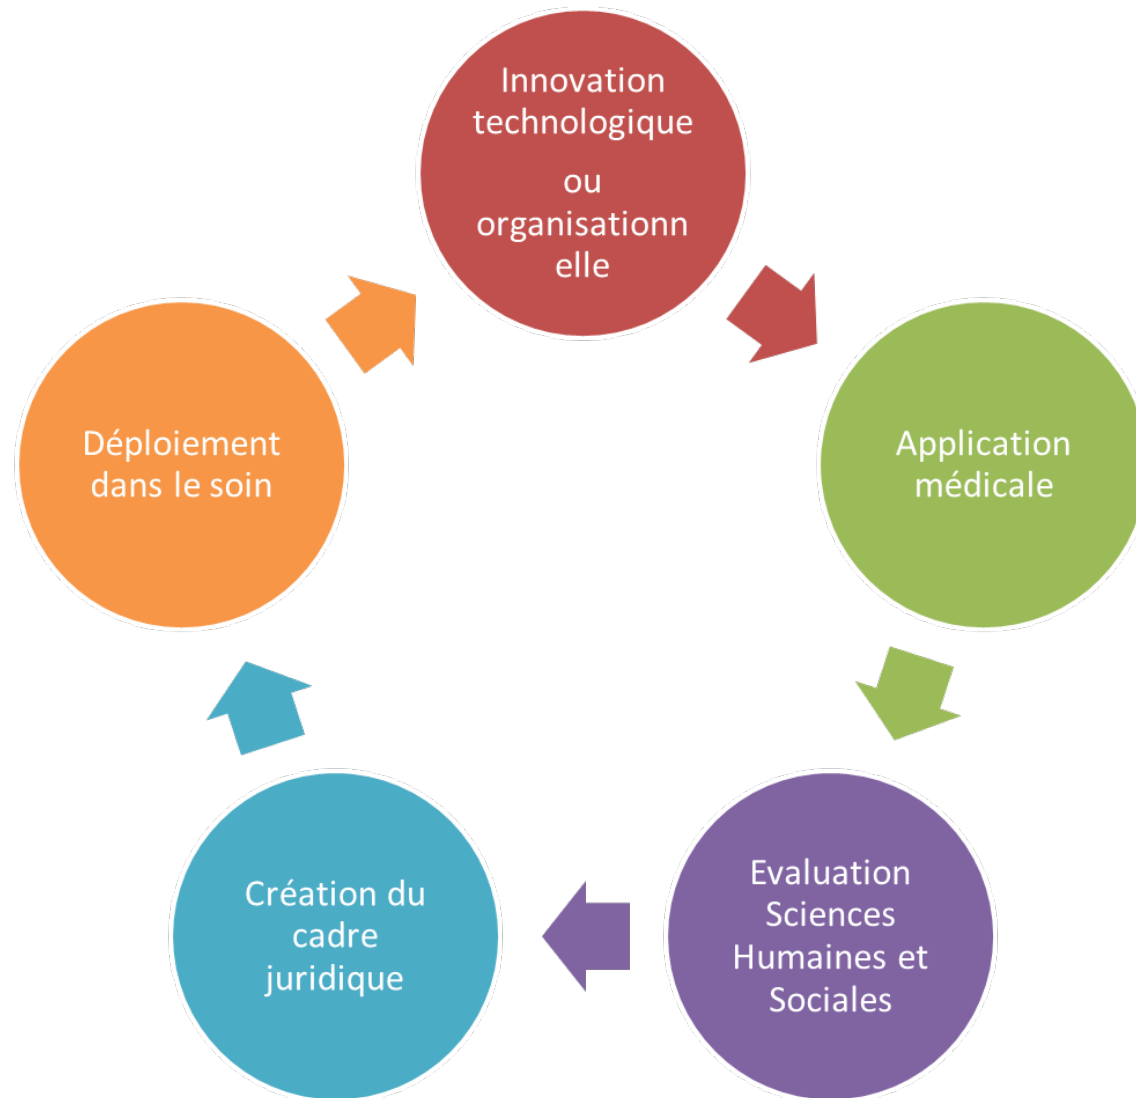 Innovation
technologique
ou
organisationn
elle
Application
médicale
Evaluation
Sciences
Humaines et
Sociales
Création du
cadre
juridique
Déploiement
dans le soin